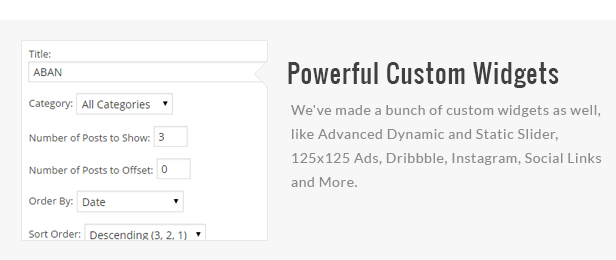 Title:
ABAN
Category: All Categories
Number of Posts to Show: 3
Number of Posts to Offset: 0
Order By: Date
Sort Order: Descending (3, 2, 1)
Powerful Custom Widgets
We've made a bunch of custom widgets as well,
like Advanced Dynamic and Static Slider,
125x125 Ads, Dribbble, Instagram, Social Links
and More.